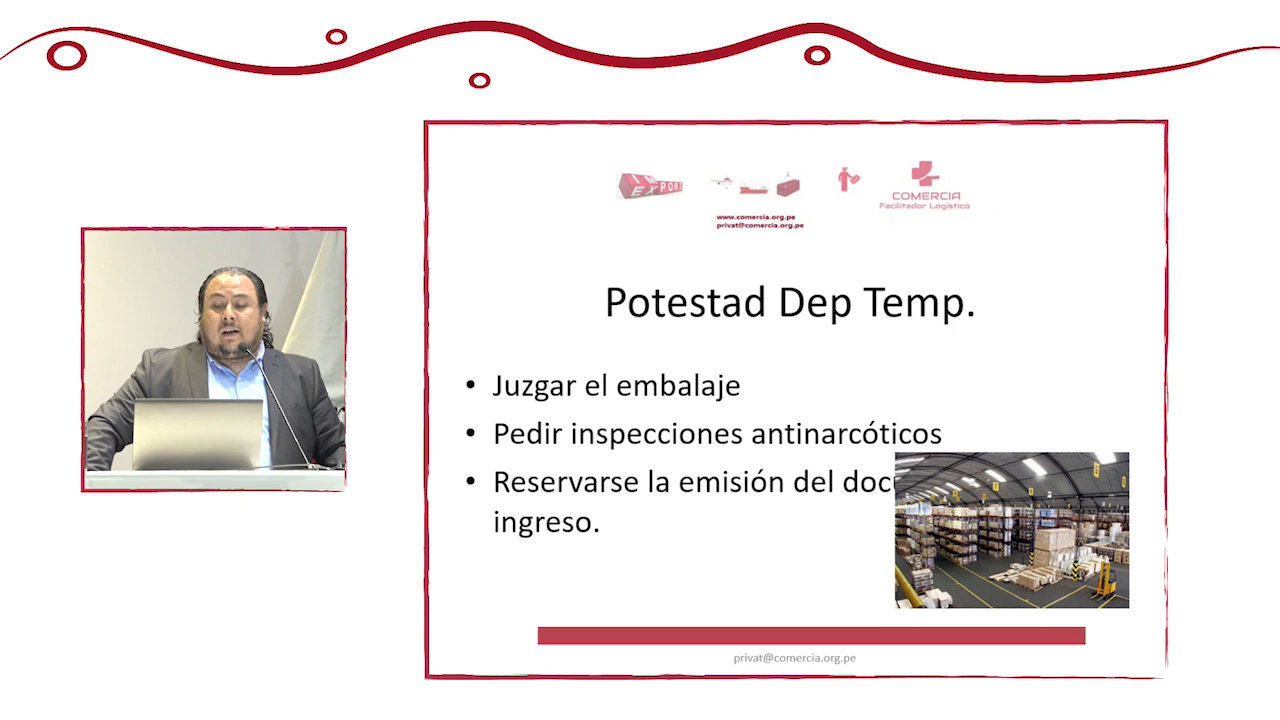 IM
EXPORT
COMERCIA
Facilitador Logístico
www.comercia.org.pe
privat@comercia.org.pe
Potestad Dep Temp.
• Juzgar el embalaje
• Pedir inspecciones antinarcóticos
• Reservarse la emisión del
ingreso.
privat@comercia.org.pe